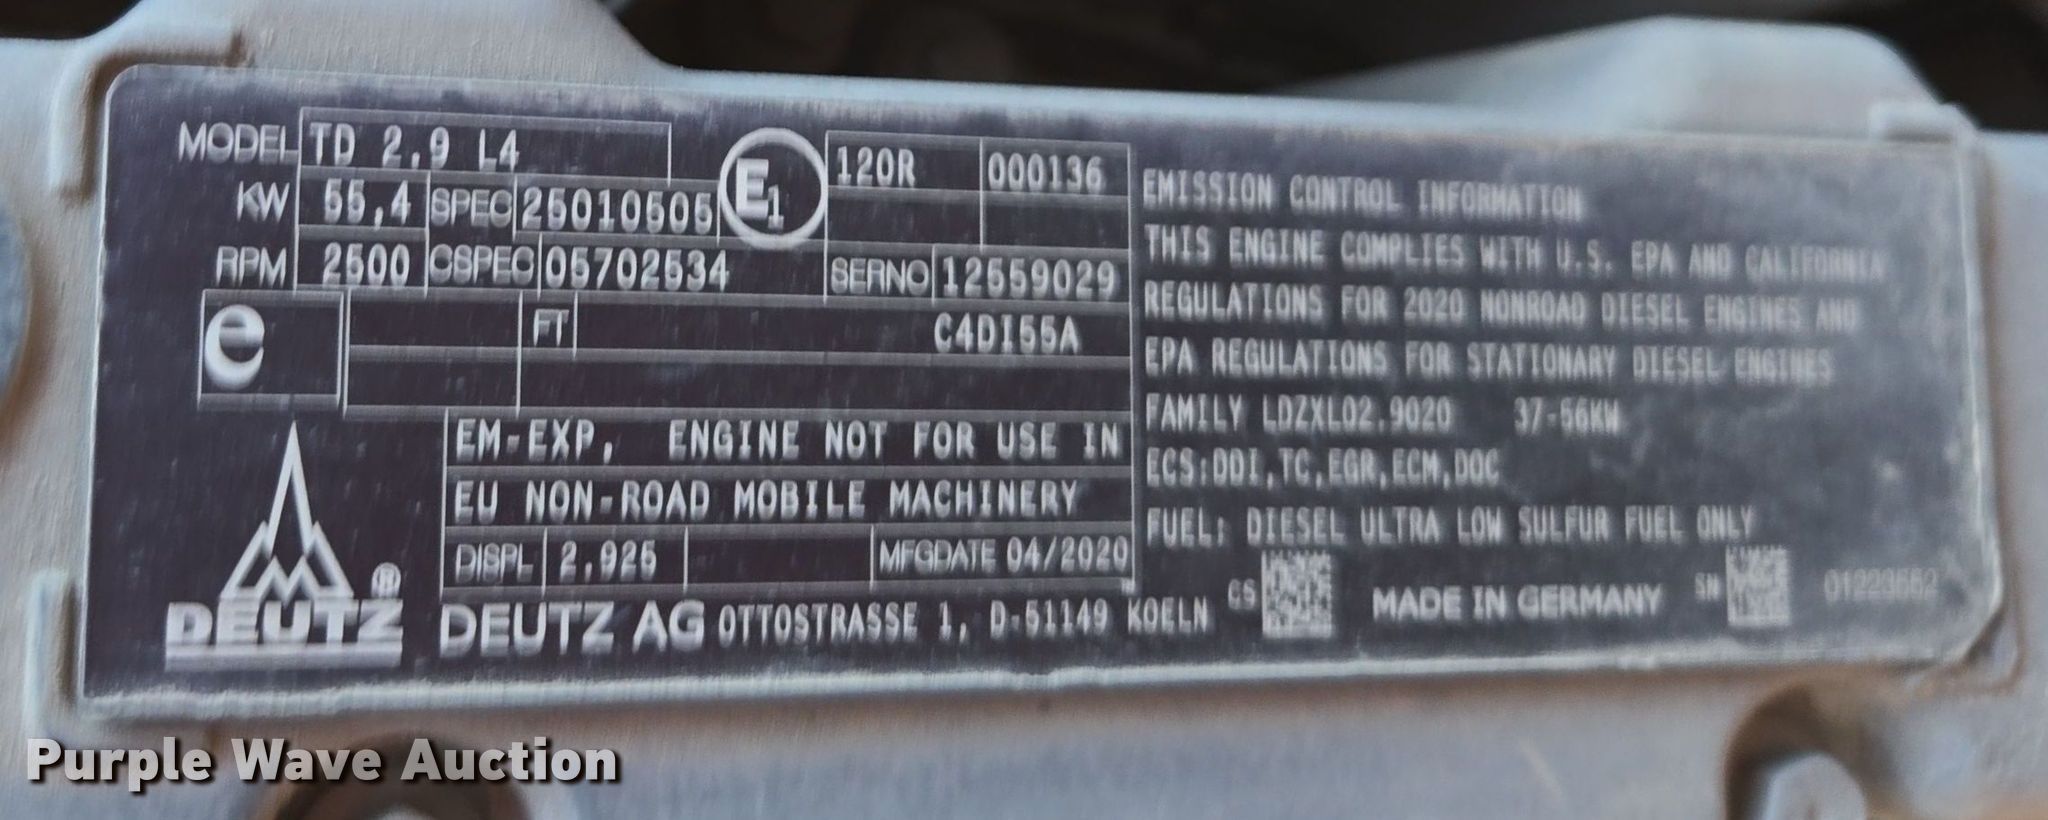 MODEL TD 2,9 L4
KW 55,4 SPEC 25010505
RPM 2500 CSPEC 05702534
E1
120R 000136
SERNO 12559029
e
FT C4DI55A
EM-EXP, ENGINE NOT FOR USE IN
EU NON-ROAD MOBILE MACHINERY
DISPL 2,925 MFGDATE 04/2020
DEUTZ ®
DEUTZ AG OTTOSTRASSE 1, D-51149 KOELN
EMISSION CONTROL INFORMATION
THIS ENGINE COMPLIES WITH U.S. EPA AND CALIFORNIA
REGULATIONS FOR 2020 NONROAD DIESEL ENGINES AND
EPA REGULATIONS FOR STATIONARY DIESEL ENGINES
FAMILY LDZXL02.9020 37-56KW
ECS:DDI,TC,EGR,ECM,DOC
FUEL: DIESEL ULTRA LOW SULFUR FUEL ONLY
CS MADE IN GERMANY SN
Purple Wave Auction